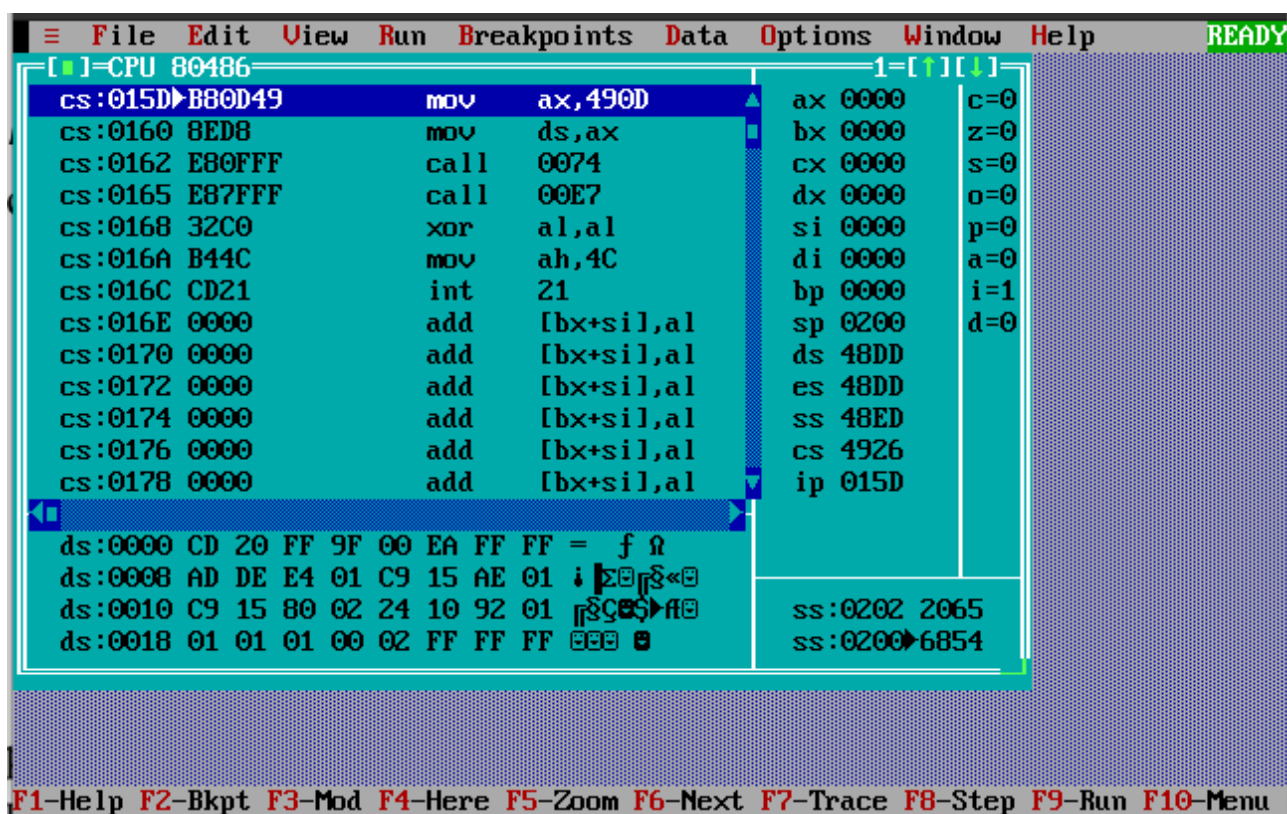 ≡ File Edit View Run Breakpoints Data Options Window Help READY
[■]=CPU 80486 1=[↑][↓]
cs:015D►B80D49 mov ax,490D ax 0000 c=0
cs:0160 8ED8 mov ds,ax bx 0000 z=0
cs:0162 E80FFF call 0074 cx 0000 s=0
cs:0165 E87FFF call 00E7 dx 0000 o=0
cs:0168 32C0 xor al,al si 0000 p=0
cs:016A B44C mov ah,4C di 0000 a=0
cs:016C CD21 int 21 bp 0000 i=1
cs:016E 0000 add [bx+si],al sp 0200 d=0
cs:0170 0000 add [bx+si],al ds 48DD
cs:0172 0000 add [bx+si],al es 48DD
cs:0174 0000 add [bx+si],al ss 48ED
cs:0176 0000 add [bx+si],al cs 4926
cs:0178 0000 add [bx+si],al ip 015D
ds:0000 CD 20 FF 9F 00 EA FF FF = ƒ Ω
ds:0008 AD DE E4 01 C9 15 AE 01 ¡▐Σ☺╔§«☺
ds:0010 C9 15 80 02 24 10 92 01 ╔§Ç☻$►Æ☺ ss:0202 2065
ds:0018 01 01 01 00 02 FF FF FF ☺☺☺ ☻ ss:0200►6854
F1-Help F2-Bkpt F3-Mod F4-Here F5-Zoom F6-Next F7-Trace F8-Step F9-Run F10-Menu